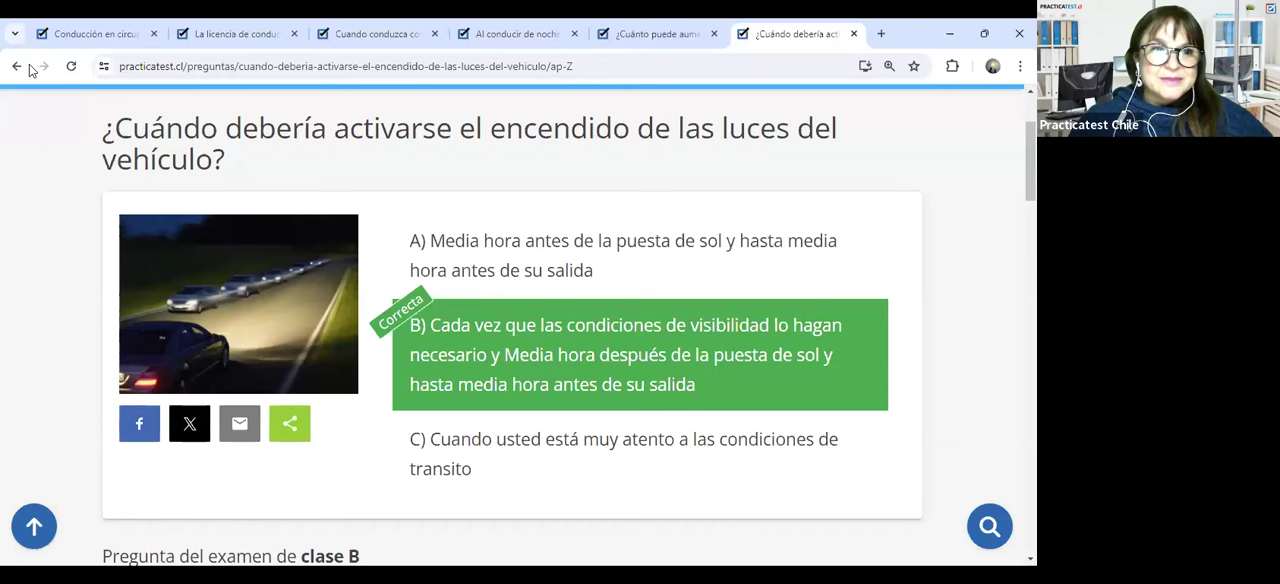 Conducción en circu
La licencia de conduc
Cuando conduzca co
Al conducir de noche
¿Cuánto puede aume
¿Cuándo debería acti
practicatest.cl/preguntas/cuando-deberia-activarse-el-encendido-de-las-luces-del-vehiculo/ap-Z
PRACTICATEST.cl
Practicatest Chile
¿Cuándo debería activarse el encendido de las luces del
vehículo?
A) Media hora antes de la puesta de sol y hasta media
hora antes de su salida
Correcta
B) Cada vez que las condiciones de visibilidad lo hagan
necesario y Media hora después de la puesta de sol y
hasta media hora antes de su salida
C) Cuando usted está muy atento a las condiciones de
transito
Pregunta del examen de clase B